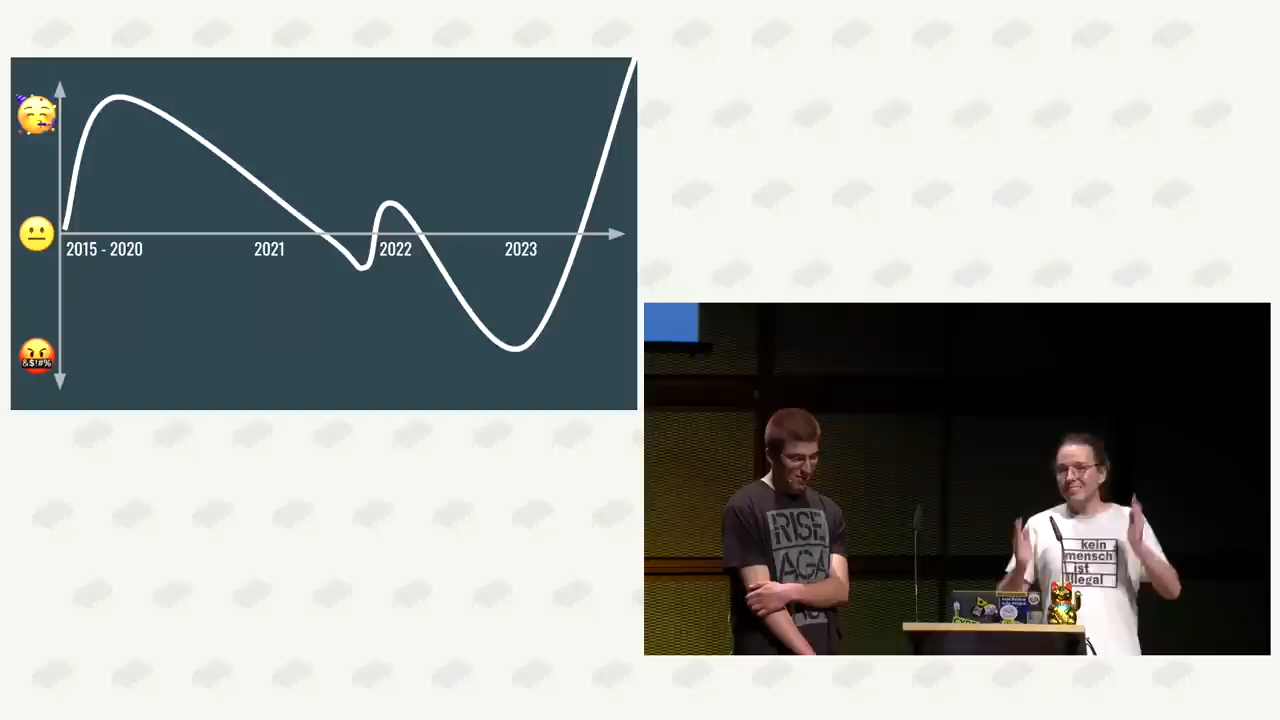 2015 - 2020
2021
2022
2023
&$!#%
RISE
AGA
kein
mensch
ist
illegal